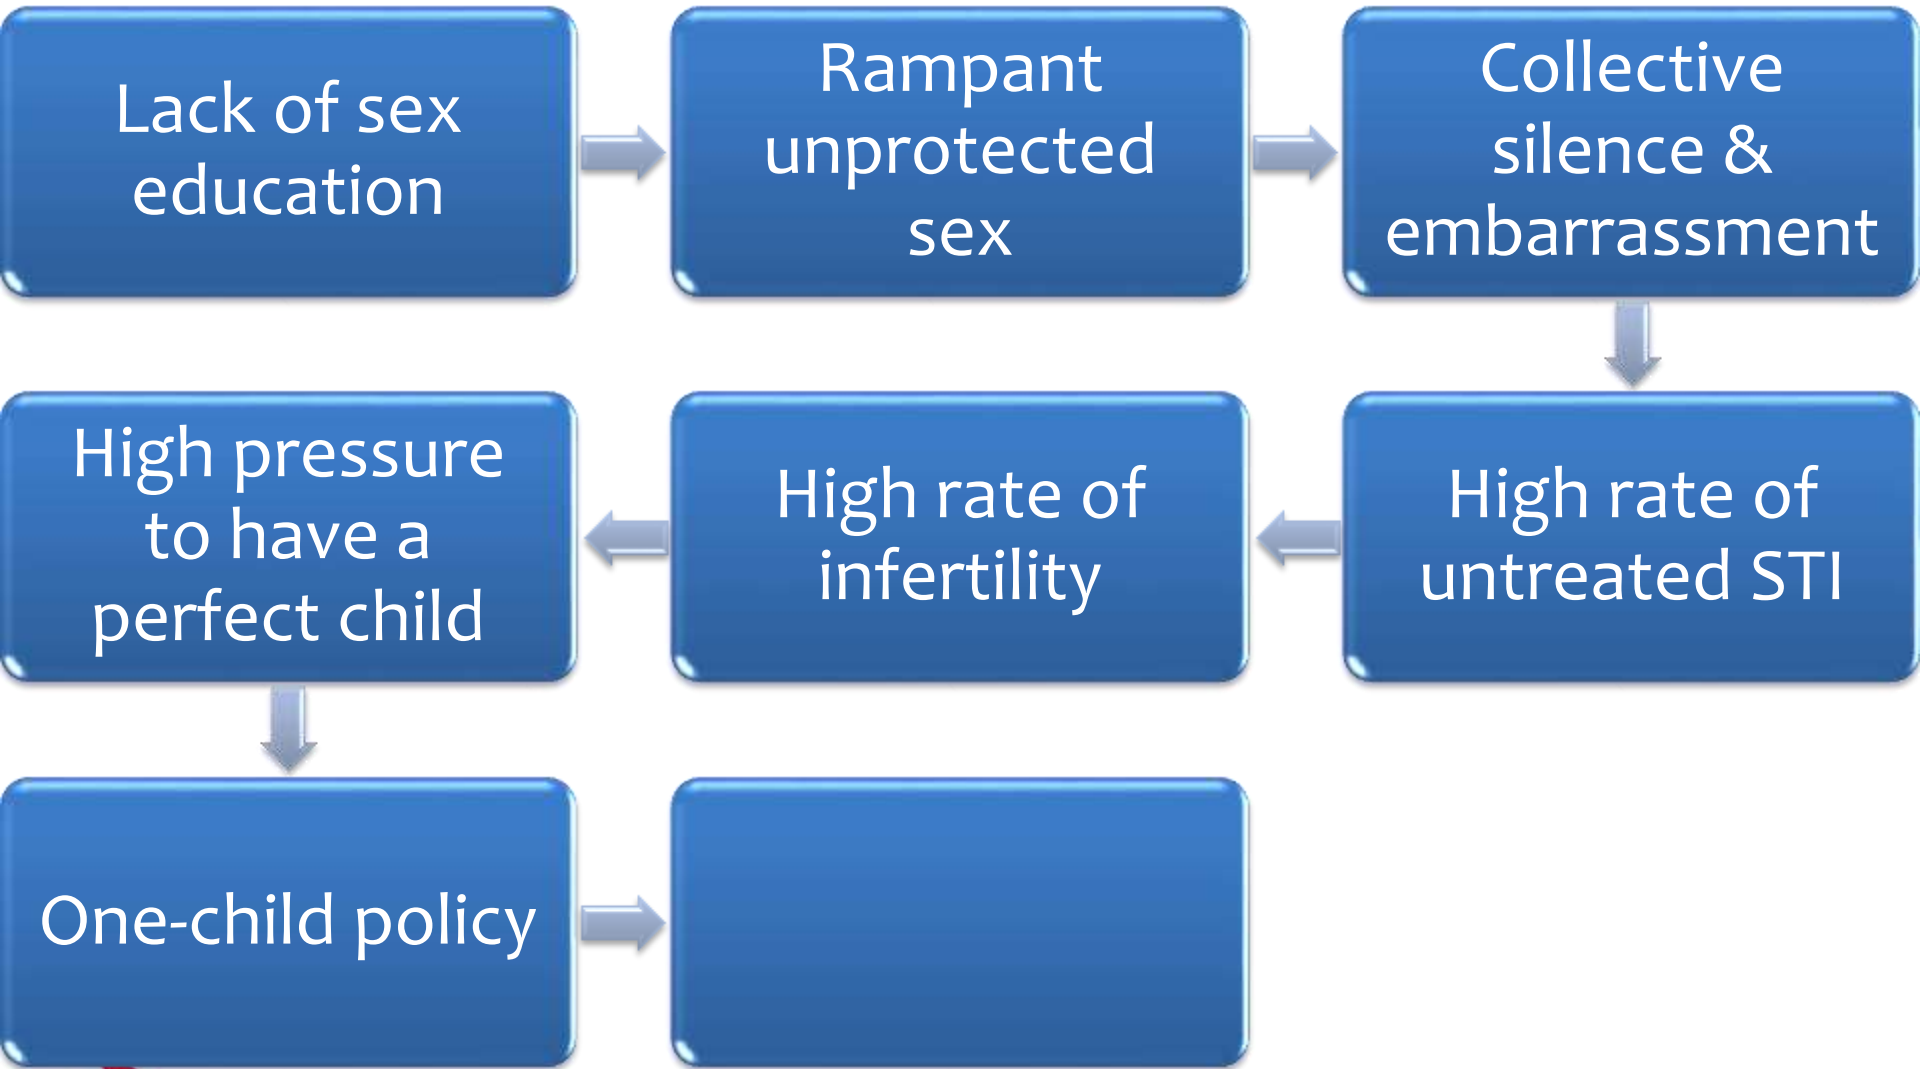 Lack of sex
education
Rampant
unprotected
sex
Collective
silence &
embarrassment
High rate of
untreated STI
High rate of
infertility
High pressure
to have a
perfect child
One-child policy